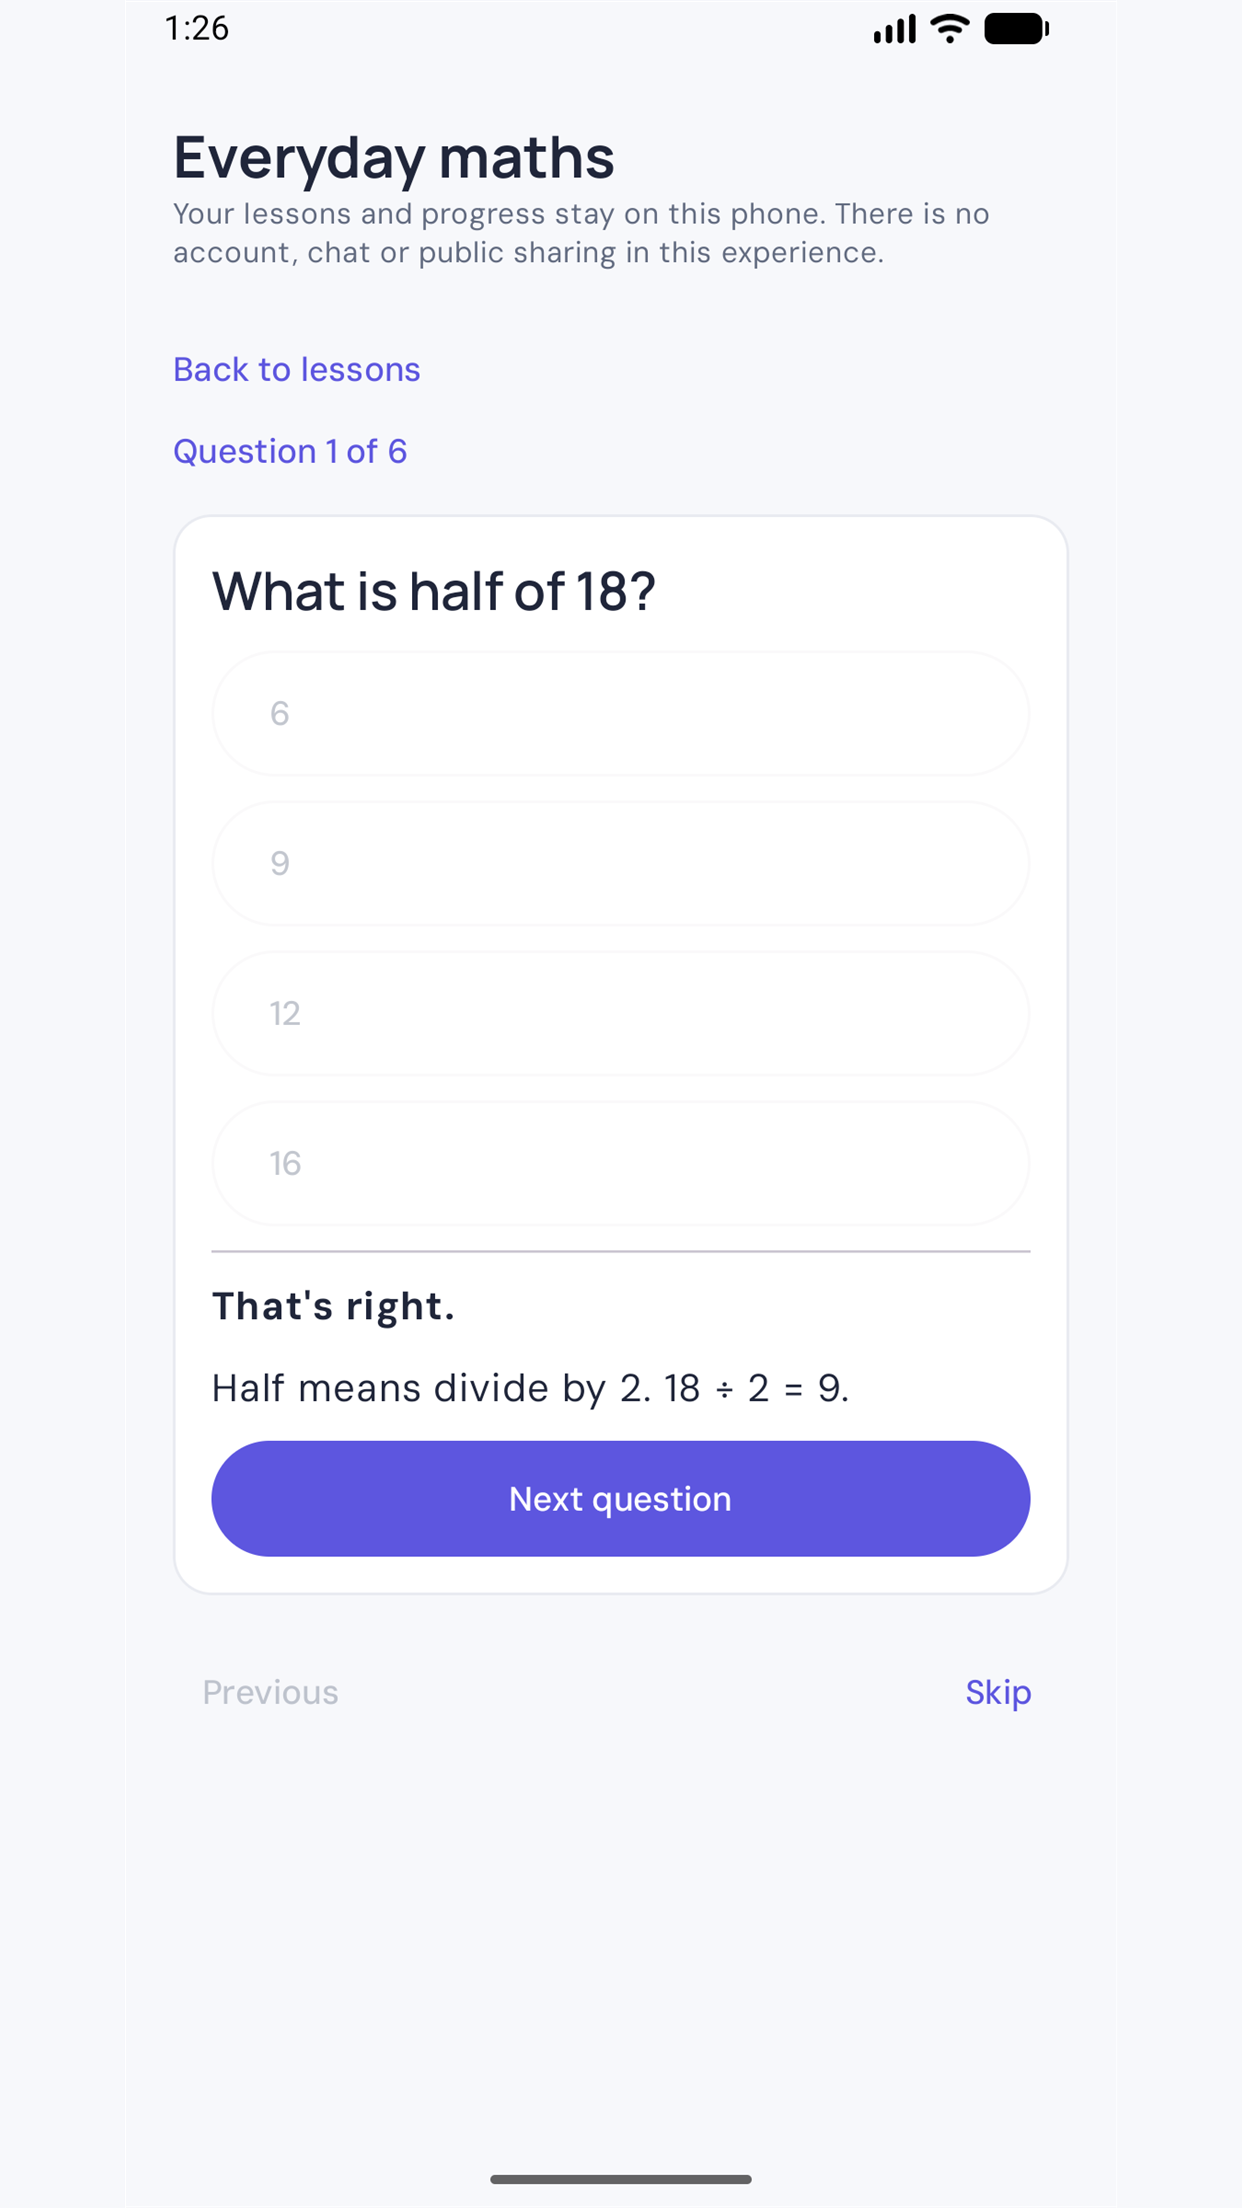 1:26
Everyday maths
Your lessons and progress stay on this phone. There is no
account, chat or public sharing in this experience.
Back to lessons
Question 1 of 6
What is half of 18?
6
9
12
16
That's right.
Half means divide by 2. 18 ÷ 2 = 9.
Next question
Previous
Skip